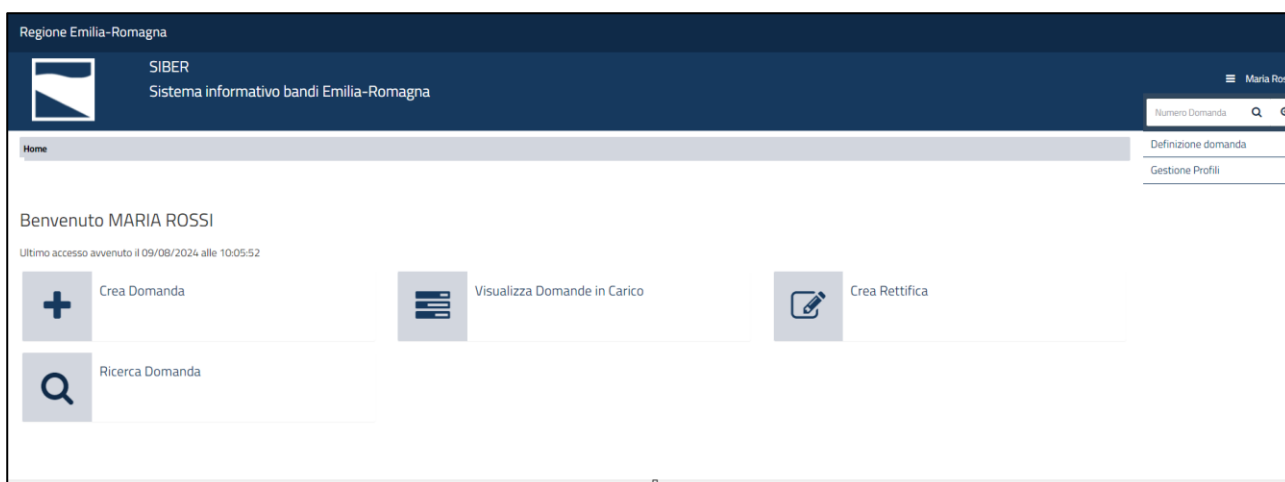 Regione Emilia-Romagna
SIBER
Sistema informativo bandi Emilia-Romagna
Maria Ros
Numero Domanda
Home
Definizione domanda
Gestione Profili
Benvenuto MARIA ROSSI
Ultimo accesso avvenuto il 09/08/2024 alle 10:05:52
Crea Domanda
Visualizza Domande in Carico
Crea Rettifica
Ricerca Domanda